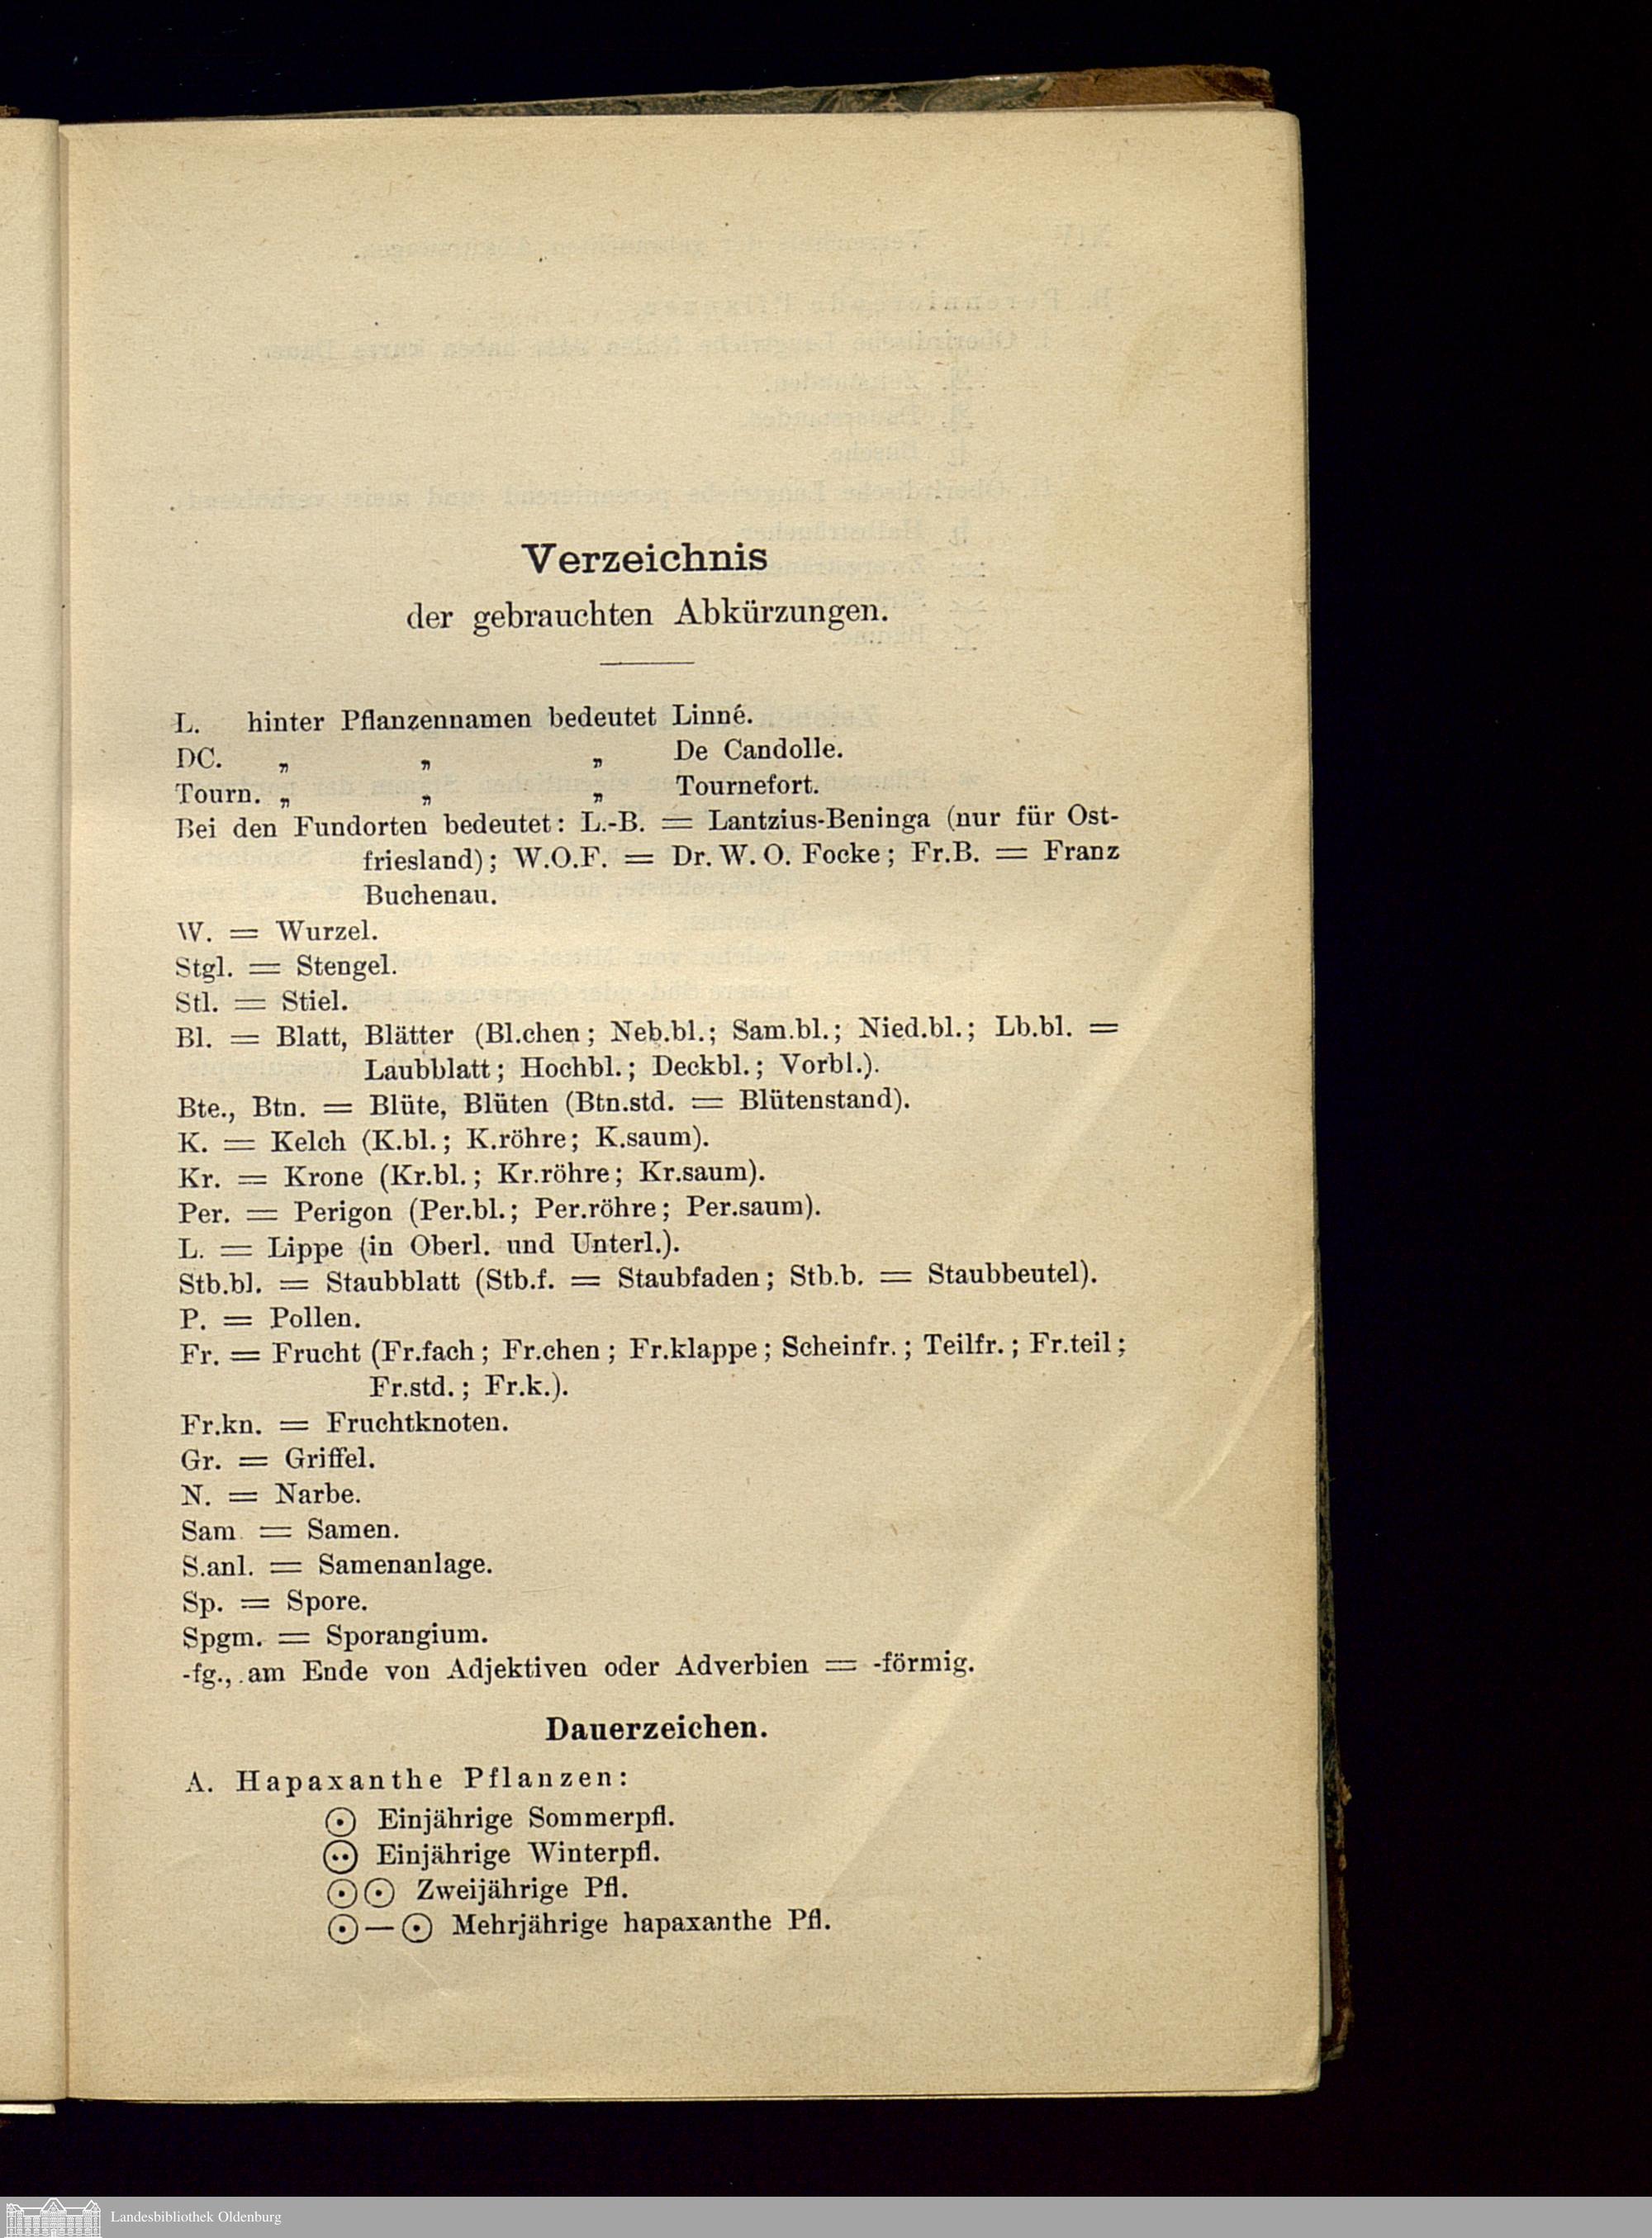 Verzeichnis
der gebrauchten Abkürzungen.
L. hinter Pflanzennamen bedeutet Linné.
DC. „ „ „ De Candolle.
Tourn. „ „ „ Tournefort.
Bei den Fundorten bedeutet: L.-B. = Lantzius-Beninga (nur für Ost-
friesland); W.O.F. = Dr. W. O. Focke; Fr.B. = Franz
Buchenau.
W. = Wurzel.
Stgl. = Stengel.
Stl. = Stiel.
Bl. = Blatt, Blätter (Bl.chen; Neb.bl.; Sam.bl.; Nied.bl.; Lb.bl. =
Laubblatt; Hochbl.; Deckbl.; Vorbl.).
Bte., Btn. = Blüte, Blüten (Btn.std. = Blütenstand).
K. = Kelch (K.bl.; K.röhre; K.saum).
Kr. = Krone (Kr.bl.; Kr.röhre; Kr.saum).
Per. = Perigon (Per.bl.; Per.röhre; Per.saum).
L. = Lippe (in Oberl. und Unterl.).
Stb.bl. = Staubblatt (Stb.f. = Staubfaden; Stb.b. = Staubbeutel).
P. = Pollen.
Fr. = Frucht (Fr.fach; Fr.chen; Fr.klappe; Scheinfr.; Teilfr.; Fr.teil;
Fr.std.; Fr.k.).
Fr.kn. = Fruchtknoten.
Gr. = Griffel.
N. = Narbe.
Sam. = Samen.
S.anl. = Samenanlage.
Sp. = Spore.
Spgm. = Sporangium.
-fg., am Ende von Adjektiven oder Adverbien = -förmig.
Dauerzeichen.
A. Hapaxanthe Pflanzen:
☉ Einjährige Sommerpfl.
⚇ Einjährige Winterpfl.
☉☉ Zweijährige Pfl.
☉—☉ Mehrjährige hapaxanthe Pfl.
Landesbibliothek Oldenburg